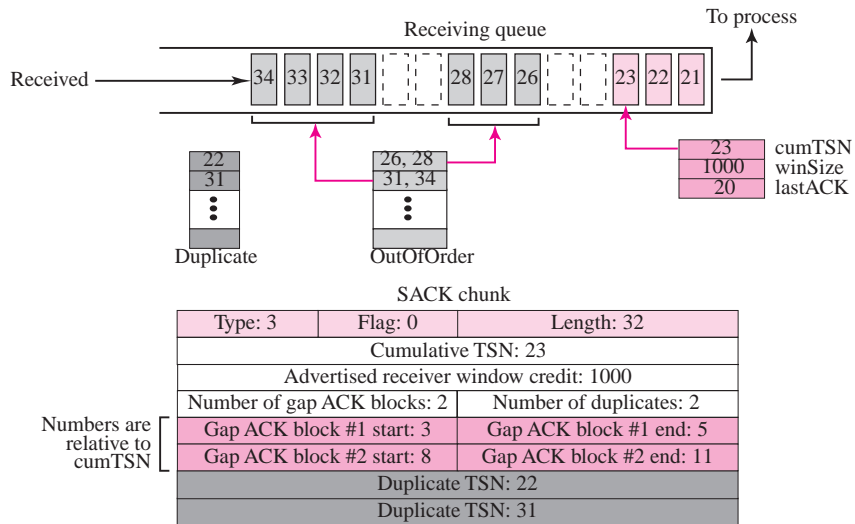 Receiving queue
To process
Received
34 33 32 31 28 27 26 23 22 21
22
31
Duplicate
26, 28
31, 34
OutOfOrder
23 cumTSN
1000 winSize
20 lastACK
SACK chunk
Type: 3 Flag: 0 Length: 32
Cumulative TSN: 23
Advertised receiver window credit: 1000
Number of gap ACK blocks: 2 Number of duplicates: 2
Numbers are
relative to
cumTSN
Gap ACK block #1 start: 3 Gap ACK block #1 end: 5
Gap ACK block #2 start: 8 Gap ACK block #2 end: 11
Duplicate TSN: 22
Duplicate TSN: 31